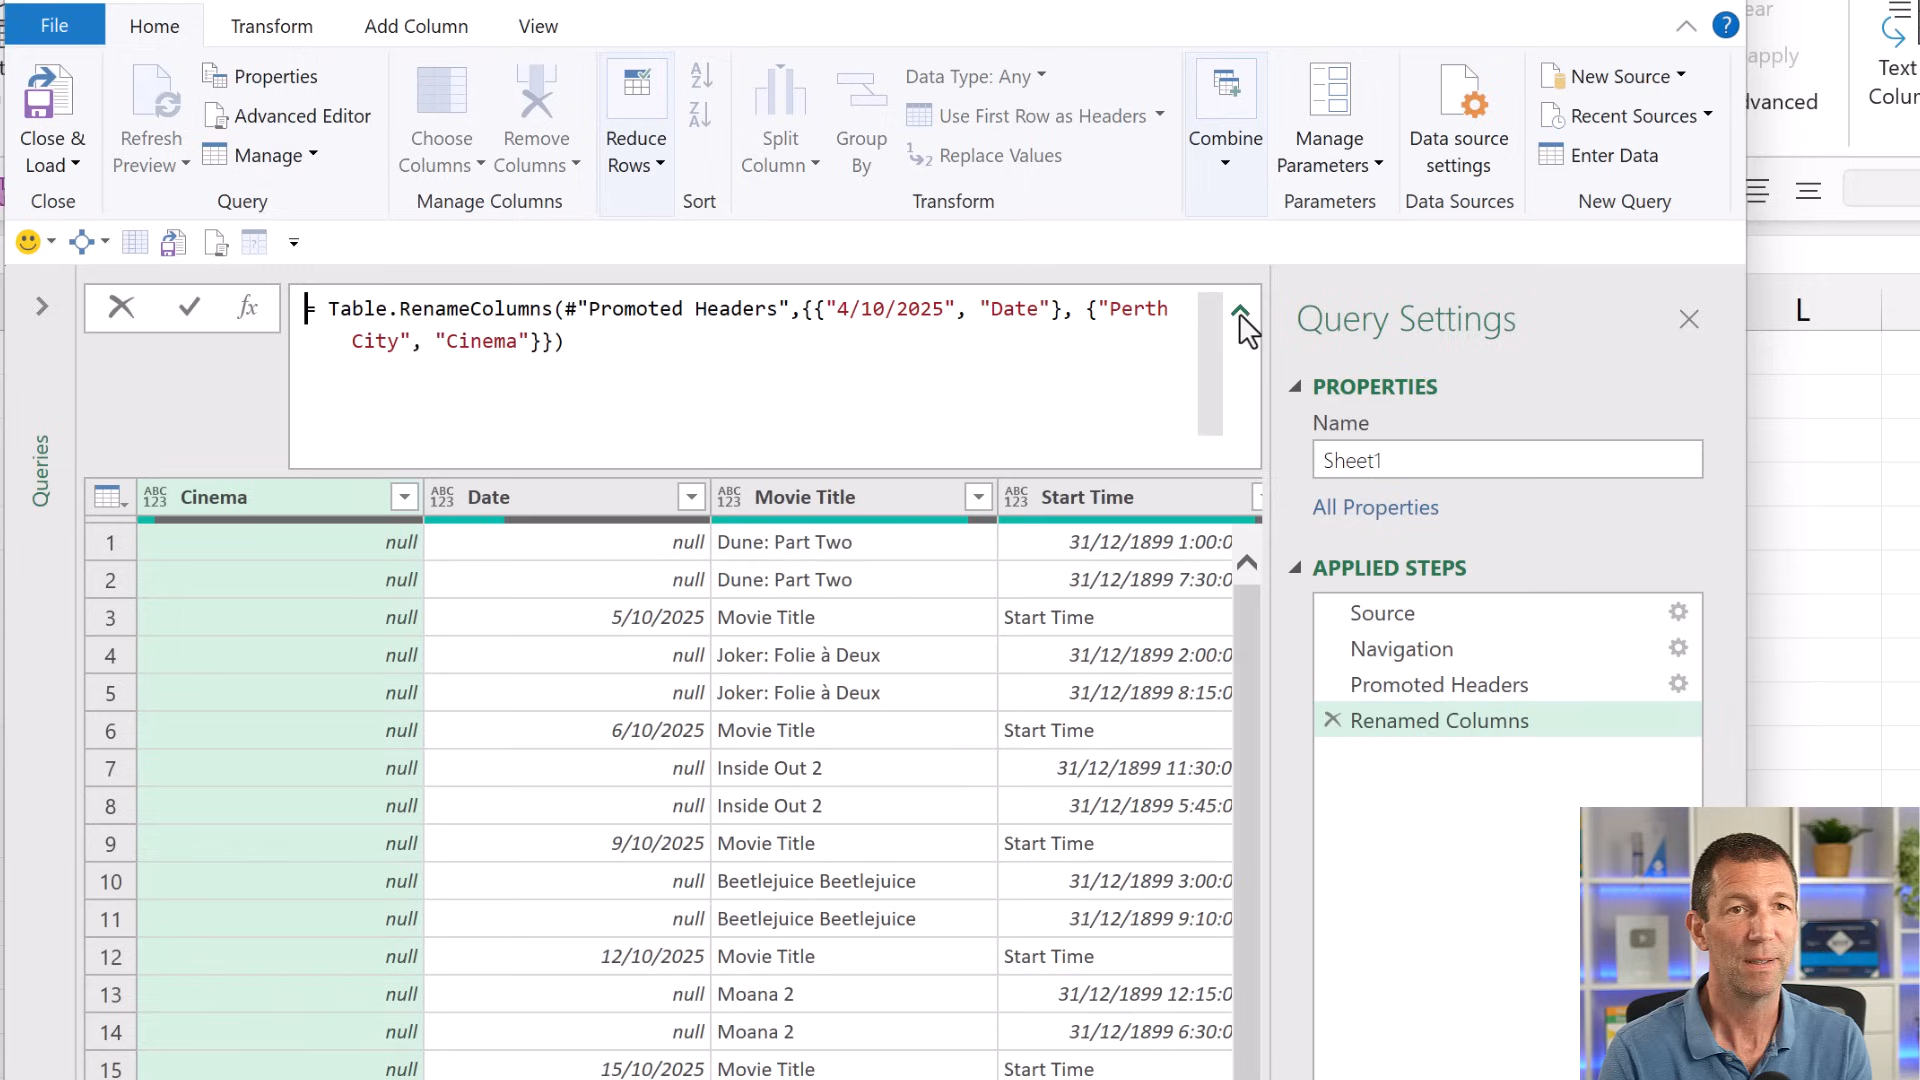 File Home Transform Add Column View
Close & Load
Close
Refresh Preview
Properties
Advanced Editor
Manage
Query
Choose Columns
Remove Columns
Manage Columns
Reduce Rows
Sort
Split Column
Group By
Data Type: Any
Use First Row as Headers
Replace Values
Transform
Combine
Manage Parameters
Parameters
Data source settings
Data Sources
New Source
Recent Sources
Enter Data
New Query
apply
Text
L
Queries
fx
= Table.RenameColumns(#"Promoted Headers",{{"4/10/2025", "Date"}, {"Perth
City", "Cinema"}})
ABC 123 Cinema ABC 123 Date ABC 123 Movie Title ABC 123 Start Time
1 null null Dune: Part Two 31/12/1899 1:00:0
2 null null Dune: Part Two 31/12/1899 7:30:0
3 null 5/10/2025 Movie Title Start Time
4 null null Joker: Folie à Deux 31/12/1899 2:00:0
5 null null Joker: Folie à Deux 31/12/1899 8:15:0
6 null 6/10/2025 Movie Title Start Time
7 null null Inside Out 2 31/12/1899 11:30:0
8 null null Inside Out 2 31/12/1899 5:45:0
9 null 9/10/2025 Movie Title Start Time
10 null null Beetlejuice Beetlejuice 31/12/1899 3:00:0
11 null null Beetlejuice Beetlejuice 31/12/1899 9:10:0
12 null 12/10/2025 Movie Title Start Time
13 null null Moana 2 31/12/1899 12:15:0
14 null null Moana 2 31/12/1899 6:30:0
15 null 15/10/2025 Movie Title Start Time
Query Settings
PROPERTIES
Name
Sheet1
All Properties
APPLIED STEPS
Source
Navigation
Promoted Headers
Renamed Columns